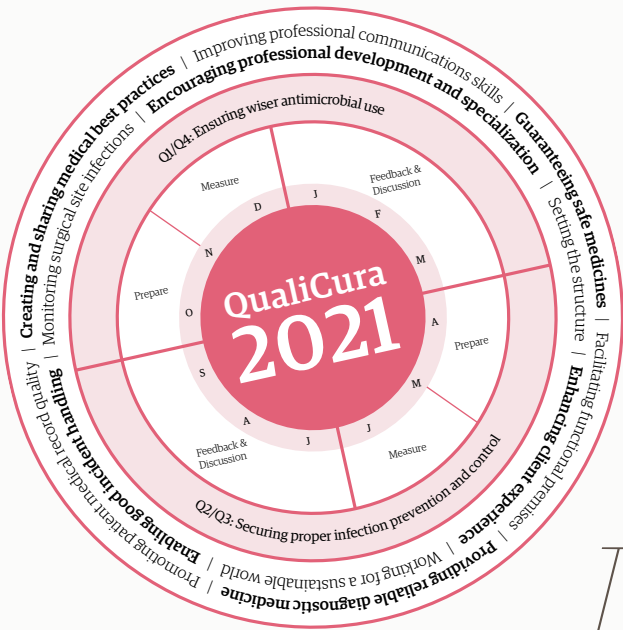 Creating and sharing medical best practices | Improving professional communications skills | Guaranteeing safe medicines | Facilitating functional premises | Providing reliable diagnostic medicine | Promoting patient medical record quality |
Monitoring surgical site infections | Encouraging professional development and specialization | Setting the structure | Enhancing client experience | Working for a sustainable world | Enabling good incident handling |
Q1/Q4: Ensuring wiser antimicrobial use
Measure
Feedback &
Discussion
Prepare
Prepare
Feedback &
Discussion
Measure
Q2/Q3: Securing proper infection prevention and control
J
F
M
A
M
J
J
A
S
O
N
D
QualiCura
2021